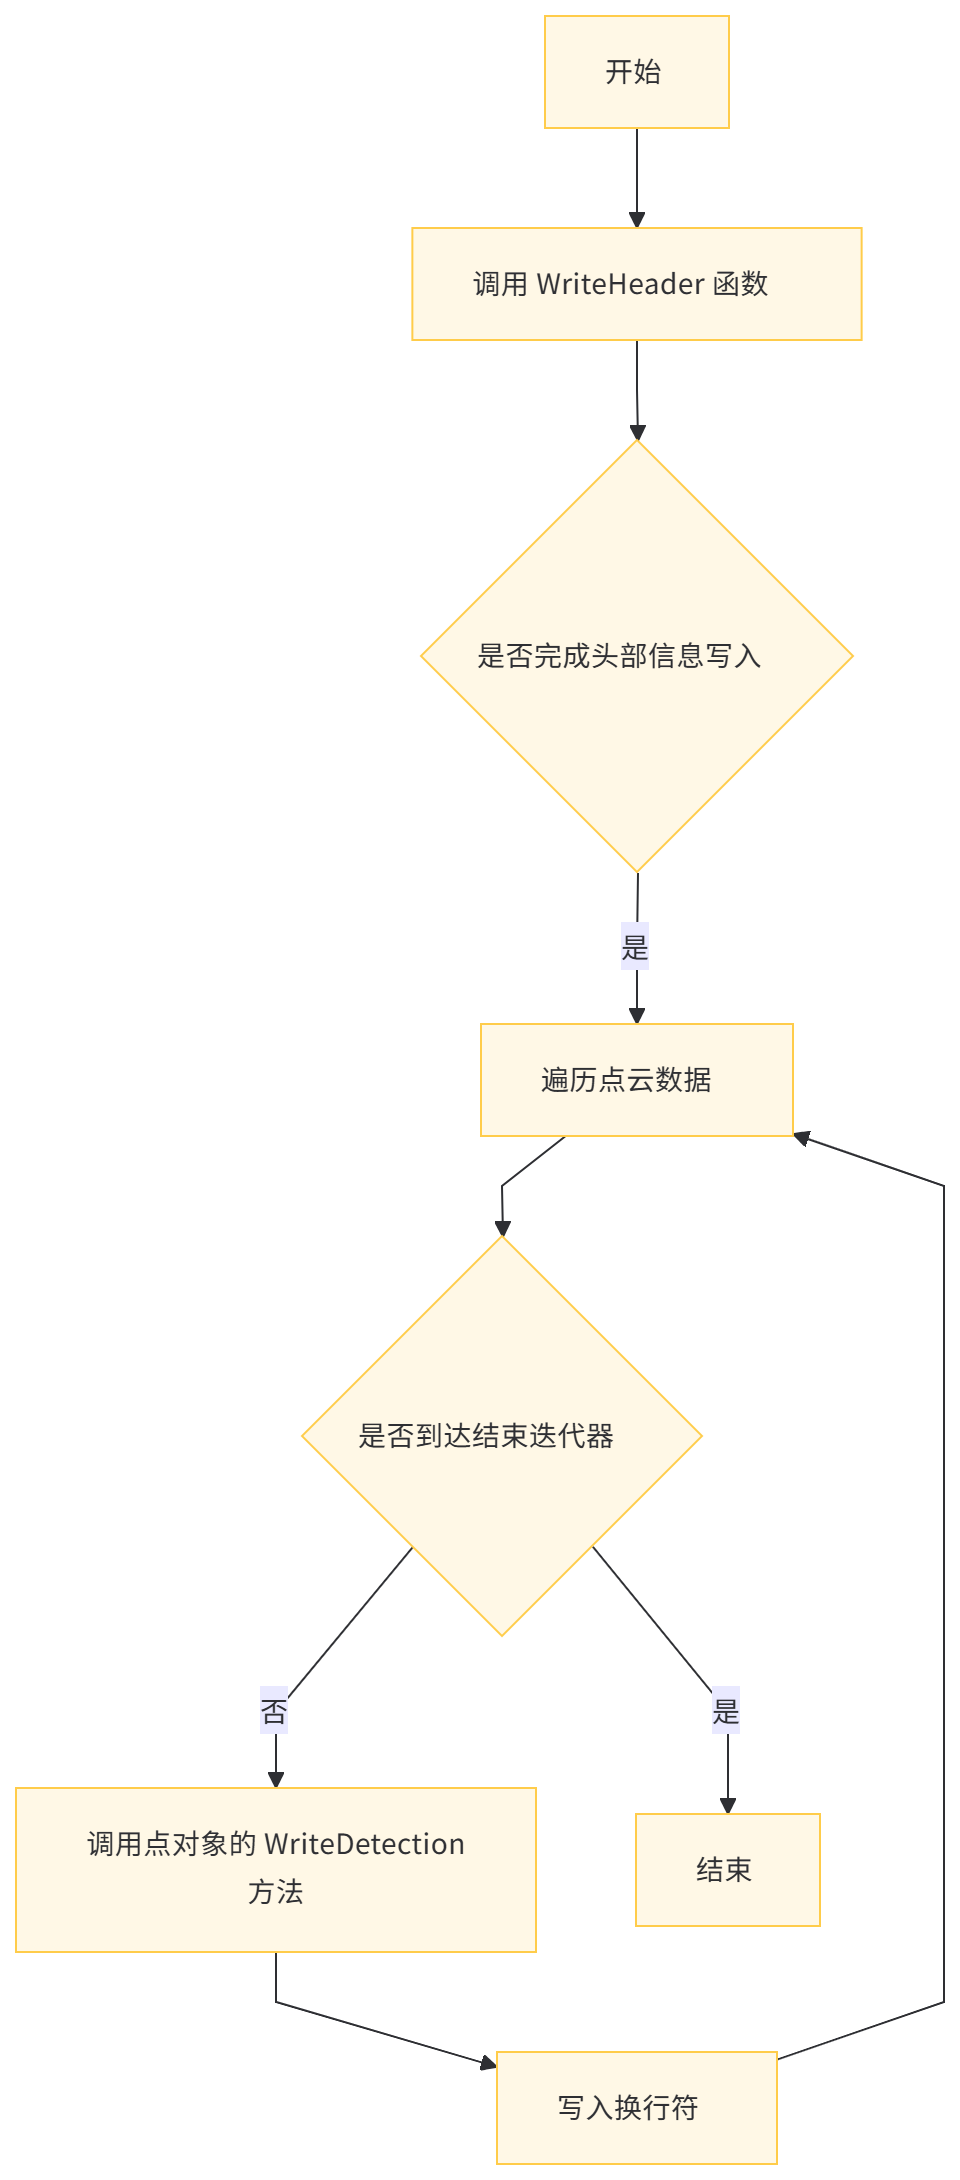 开始
调用 WriteHeader 函数
是否完成头部信息写入
是
遍历点云数据
是否到达结束迭代器
否
是
调用点对象的 WriteDetection
方法
结束
写入换行符